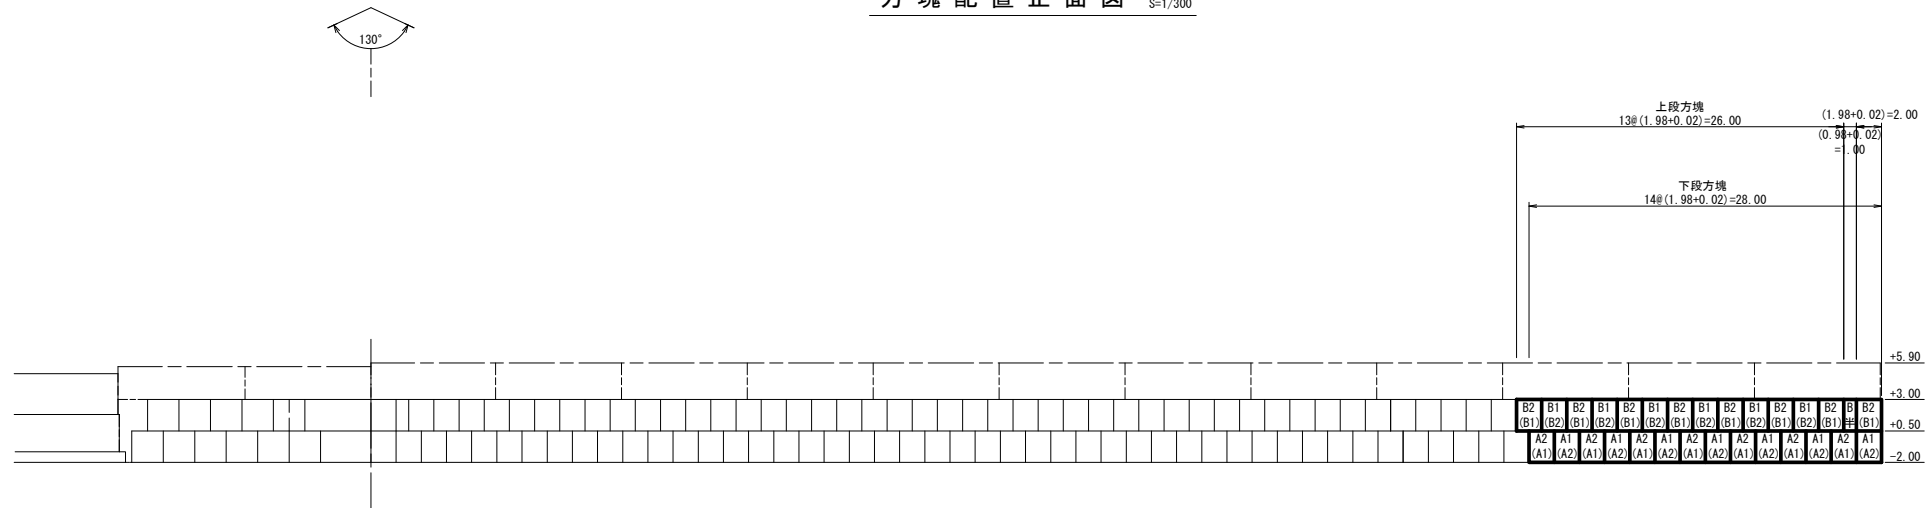 方塊配置正面図 S=1/300
130°
上段方塊
13@(1.98+0.02)=26.00
(1.98+0.02)=2.00
(0.98+0.02)
=1.00
下段方塊
14@(1.98+0.02)=28.00
+5.90
+3.00
B2 B1 B2 B1 B2 B1 B2 B1 B2 B1 B2 B1 B2 B B2
(B1) (B2) (B1) (B2) (B1) (B2) (B1) (B2) (B1) (B2) (B1) (B2) (B1) 半 (B1)
+0.50
A2 A1 A2 A1 A2 A1 A2 A1 A2 A1 A2 A1 A2 A1
(A1) (A2) (A1) (A2) (A1) (A2) (A1) (A2) (A1) (A2) (A1) (A2) (A1) (A2)
-2.00